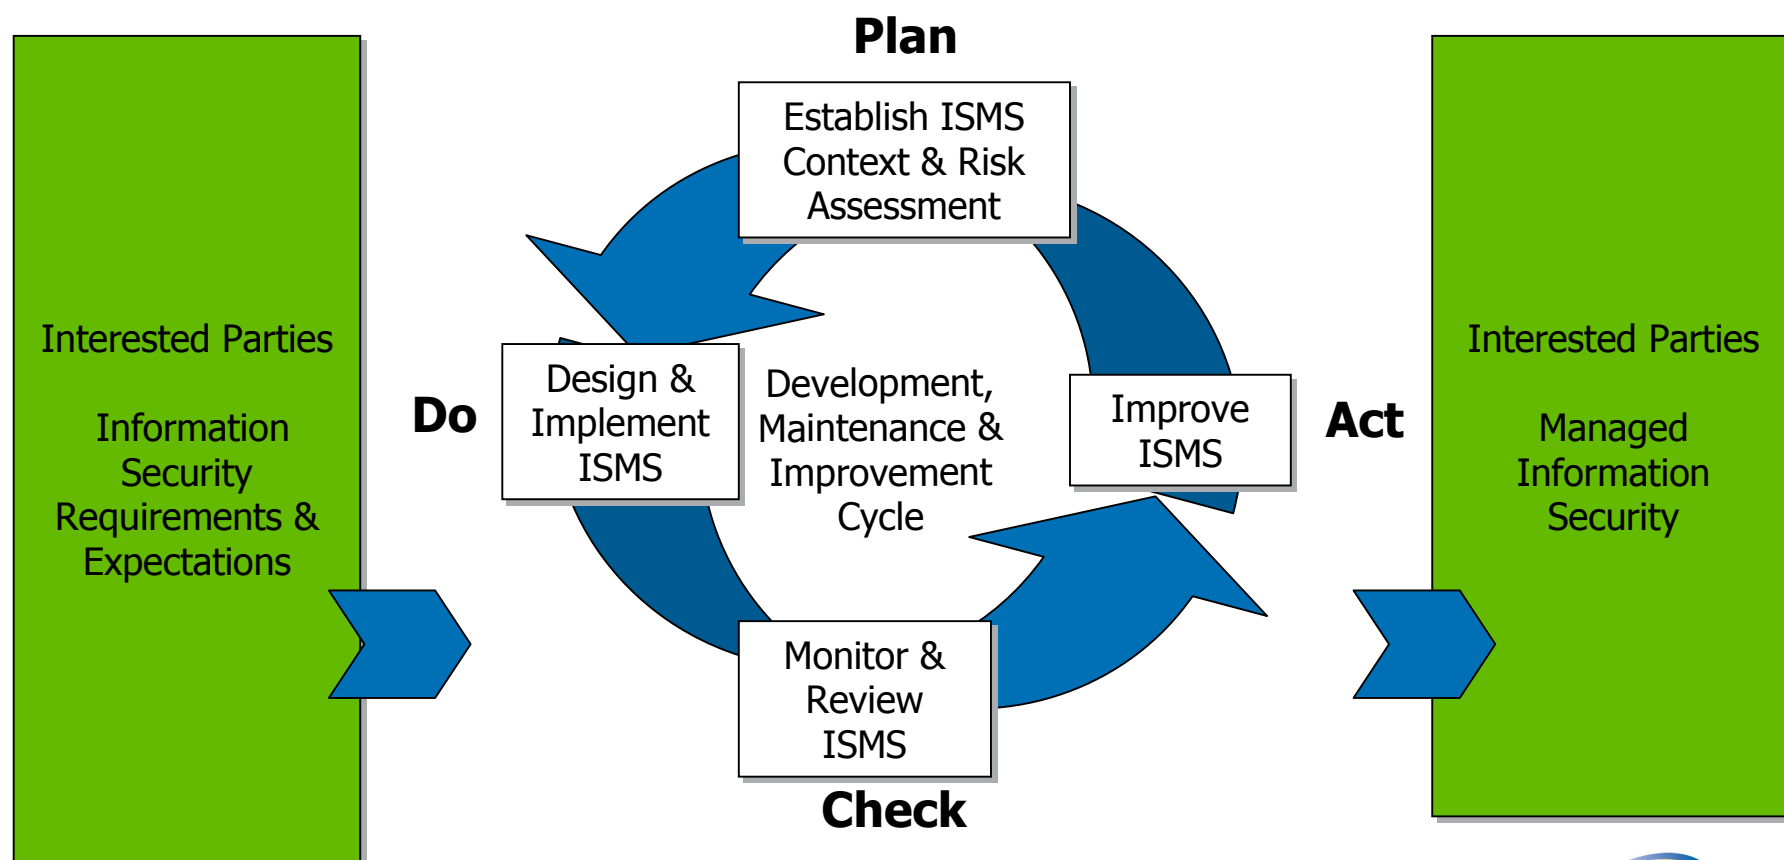 Plan
Establish ISMS
Context & Risk
Assessment
Interested Parties
Information
Security
Requirements &
Expectations
Do
Design &
Implement
ISMS
Development,
Maintenance &
Improvement
Cycle
Improve
ISMS
Act
Interested Parties
Managed
Information
Security
Monitor &
Review
ISMS
Check